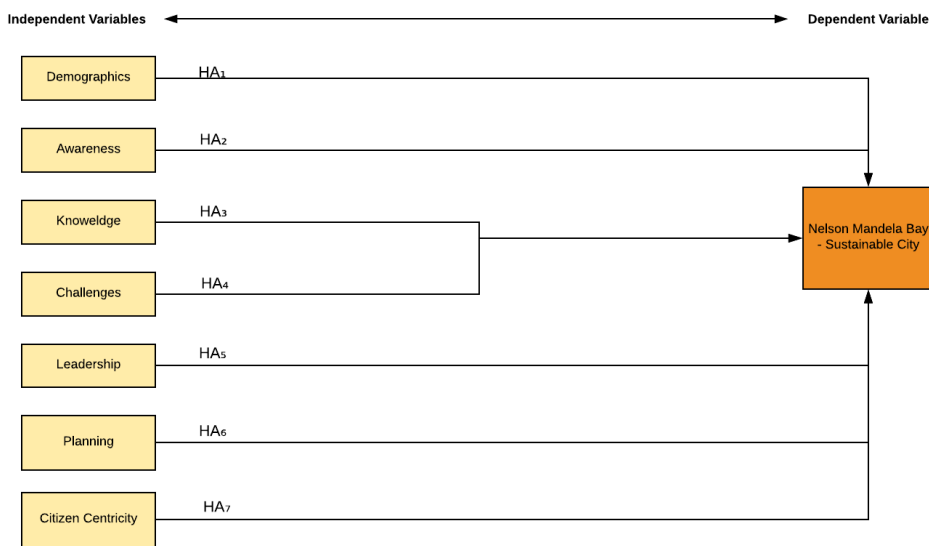 Independent Variables
Dependent Variable
Demographics
HA₁
Awareness
HA₂
Knoweldge
HA₃
Challenges
HA₄
Leadership
HA₅
Planning
HA₆
Citizen Centricity
HA₇
Nelson Mandela Bay
- Sustainable City